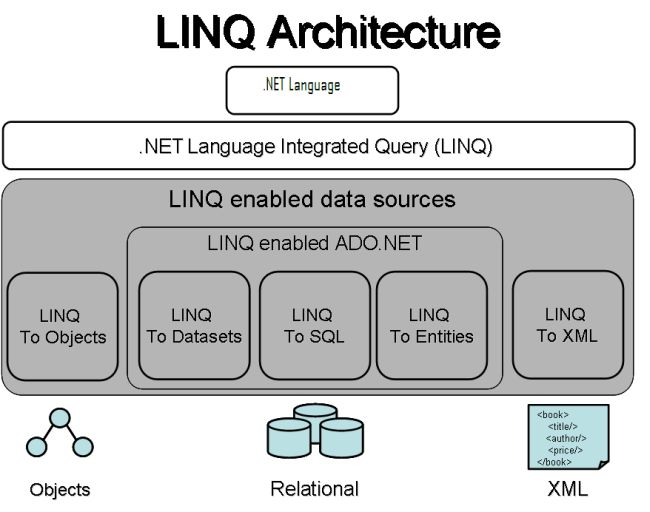 LINQ Architecture
.NET Language
.NET Language Integrated Query (LINQ)
LINQ enabled data sources
LINQ enabled ADO.NET
LINQ
To Objects
LINQ
To Datasets
LINQ
To SQL
LINQ
To Entities
LINQ
To XML
<book>
<title/>
<author/>
<price/>
</book>
Objects
Relational
XML